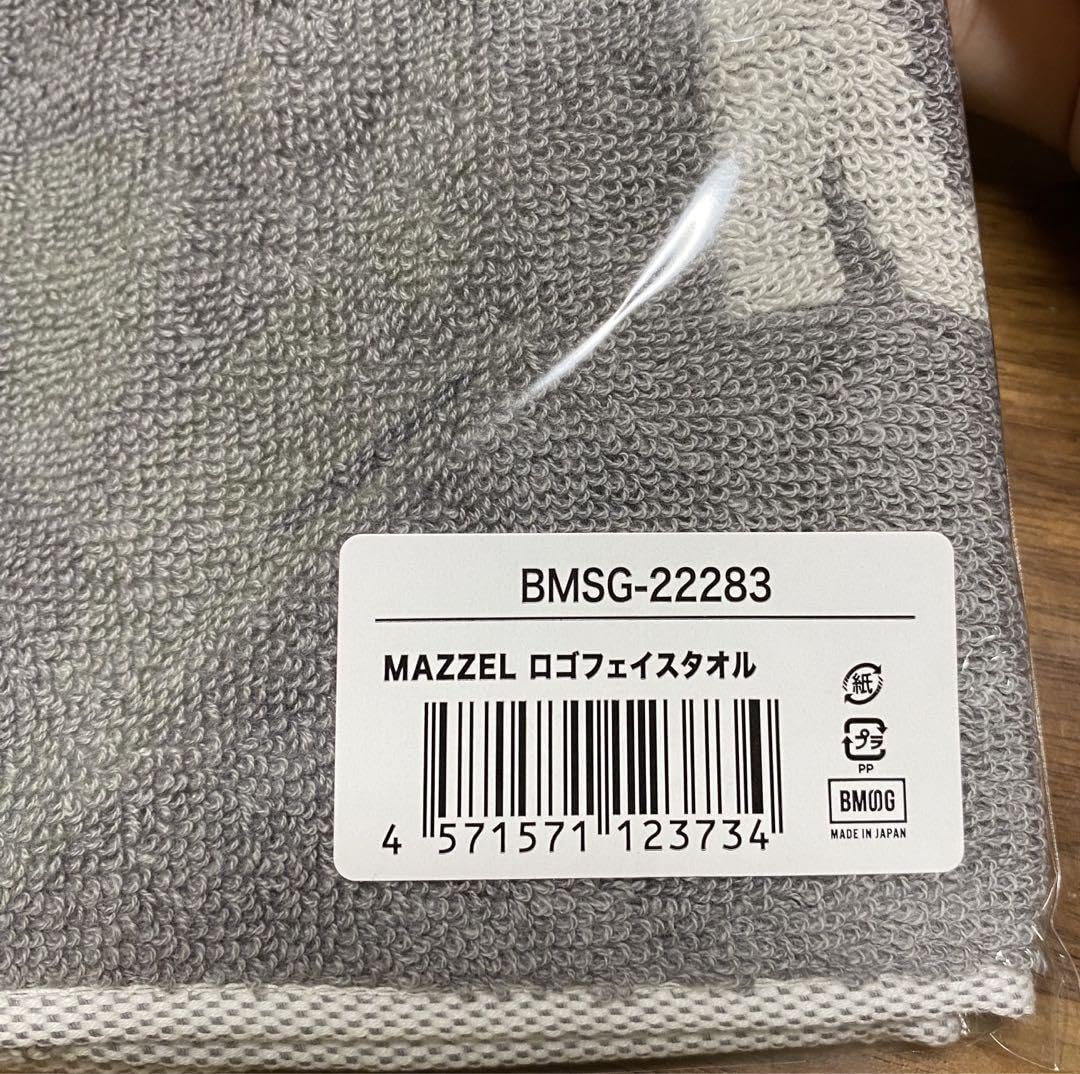 BMSG-22283
MAZZEL ロゴフェイスタオル
紙
プラ
PP
BMSG
MADE IN JAPAN
4 571571 123734